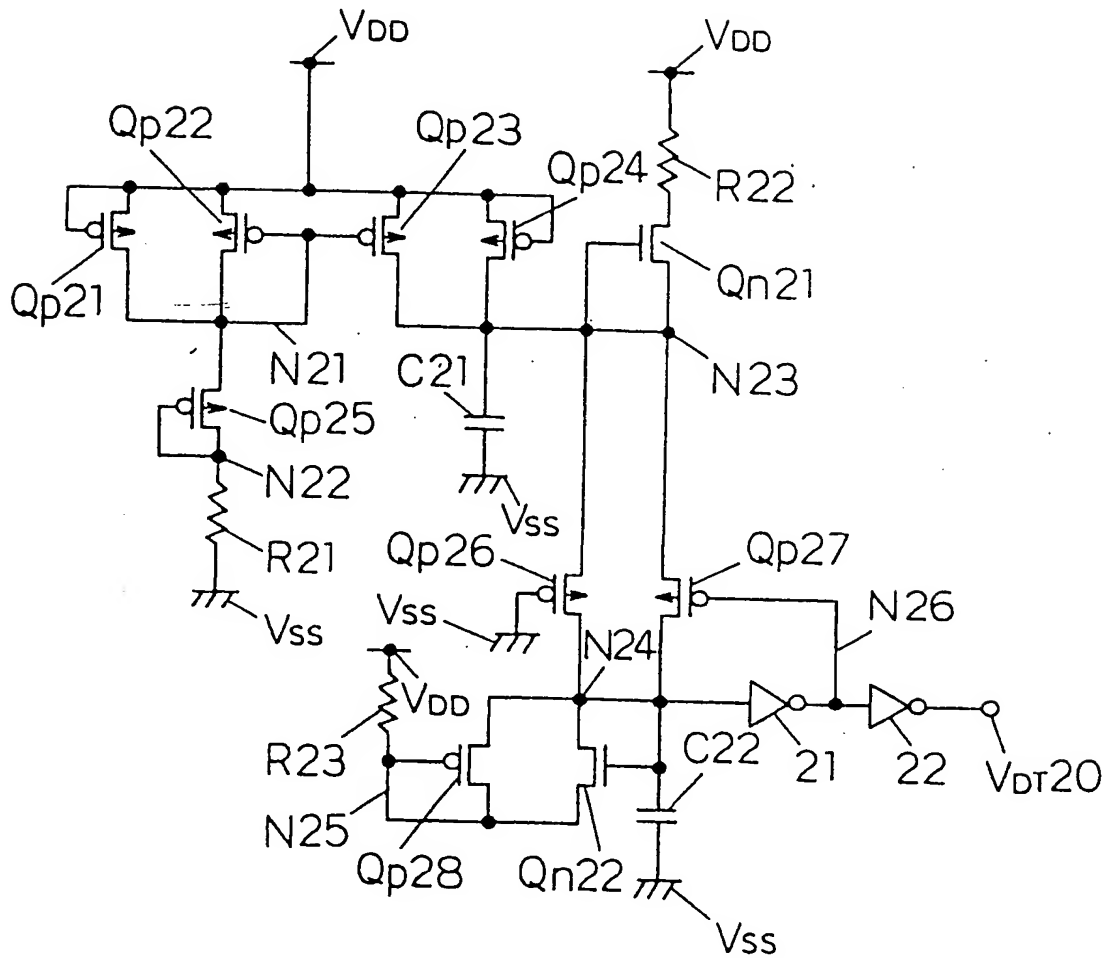 VDD
VDD
Qp22
Qp23
Qp24
R22
Qp21
Qn21
N21
C21
N23
Qp25
N22
Vss
R21
Qp26
Qp27
Vss
Vss
N26
N24
VDD
R23
C22
21
22
VDT20
N25
Qp28
Qn22
Vss